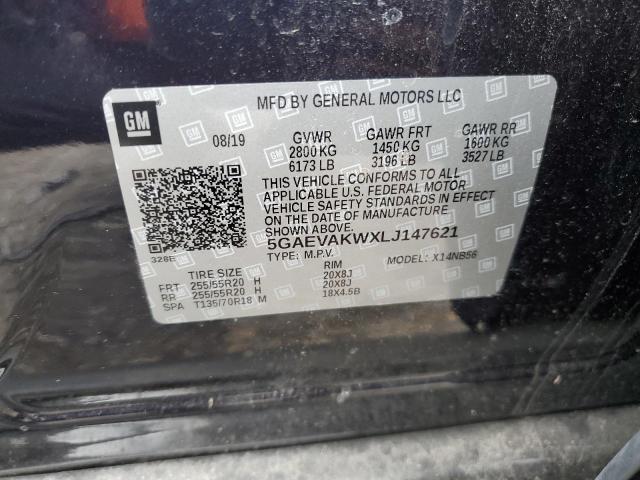 MFD BY GENERAL MOTORS LLC
GM
08/19 GVWR GAWR FRT GAWR RR
2800 KG 1450 KG 1600 KG
6173 LB 3196 LB 3527 LB
THIS VEHICLE CONFORMS TO ALL
APPLICABLE U.S. FEDERAL MOTOR
VEHICLE SAFETY STANDARDS IN
EFFECT ON THE DATE OF MANUFACTURE
SHOWN ABOVE.
5GAEVAKWXLJ147621
328E TYPE: M.P.V. MODEL: X14NB56
TIRE SIZE RIM
FRT 255/55R20 H 20X8J
RR 255/55R20 H 20X8J
SPA T135/70R18 M 18X4.5B